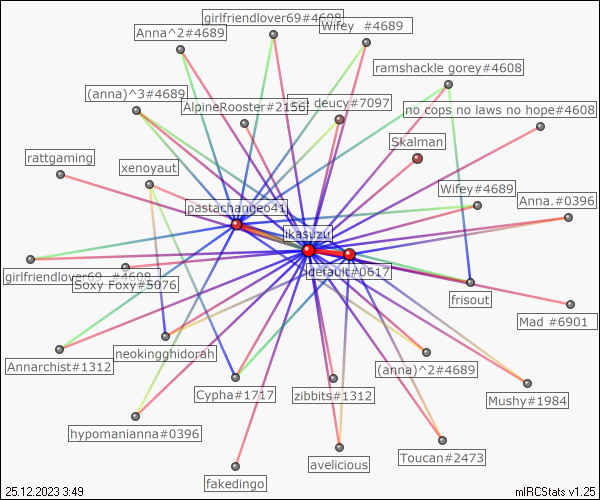 girlfriendlover69#4608
Anna^2#4689
Wifey #4689
ramshackle gorey#4608
(anna)^3#4689
AlpineRooster#2156
deucy#7097
no cops no laws no hope#4608
Skalman
rattgaming
xenoyaut
Wifey#4689
Anna.#0396
pastachange041
ikasuzu
default#0617
girlfriendlover69 #4608
Soxy Foxy#5076
frisout
Mad #6901
neokingghidorah
Annarchist#1312
(anna)^2#4689
Cypha#1717
zibbits#1312
Mushy#1984
hypomanianna#0396
Toucan#2473
avelicious
fakedingo
25.12.2023 3:49
mIRCStats v1.25